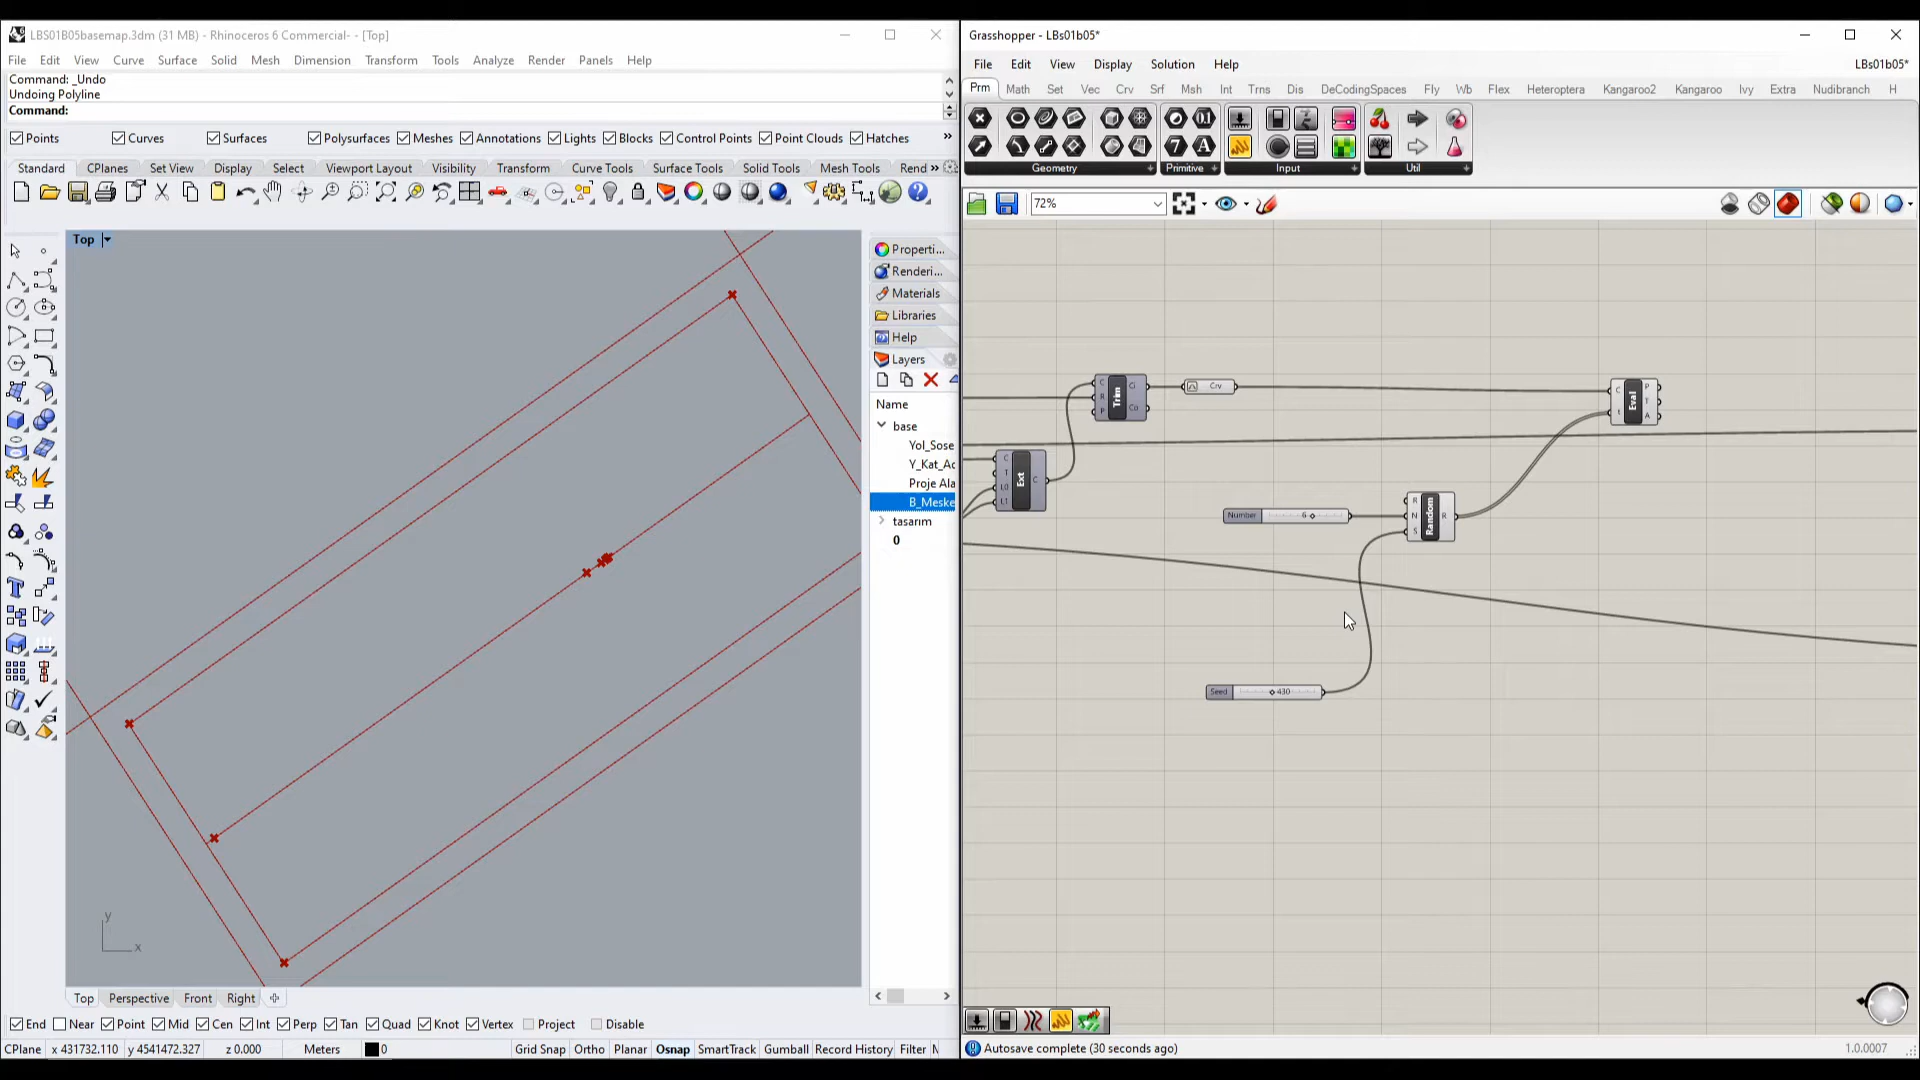 LBS01B05basemap.3dm (31 MB) - Rhinoceros 6 Commercial- - [Top]
File Edit View Curve Surface Solid Mesh Dimension Transform Tools Analyze Render Panels Help
Command: _Undo
Undoing Polyline
Command:
Points Curves Surfaces Polysurfaces Meshes Annotations Lights Blocks Control Points Point Clouds Hatches »
Standard CPlanes Set View Display Select Viewport Layout Visibility Transform Curve Tools Surface Tools Solid Tools Mesh Tools Rend »
Top
Properti...
Renderi...
Materials
Libraries
Help
Layers
Name
base
Yol_Sose
Y_Kat_Ac
Proje Ala
B_Meske
tasarım
0
y
x
Top Perspective Front Right
End Near Point Mid Cen Int Perp Tan Quad Knot Vertex Project Disable
CPlane x 431732.110 y 4541472.327 z 0.000 Meters 0 Grid Snap Ortho Planar Osnap SmartTrack Gumball Record History Filter
Grasshopper - LBs01b05*
File Edit View Display Solution Help LBs01b05*
Prm Math Set Vec Crv Srf Msh Int Trns Dis DeCodingSpaces Fly Wb Flex Heteroptera Kangaroo2 Kangaroo Ivy Extra Nudibranch H
Geometry Primitive Input Util
72%
C R P Trim Ci Co
Crv
C t Eval P T A
C T L0 L1 Ext C
Number 6
R N S Random R
Seed 430
Autosave complete (30 seconds ago) 1.0.0007